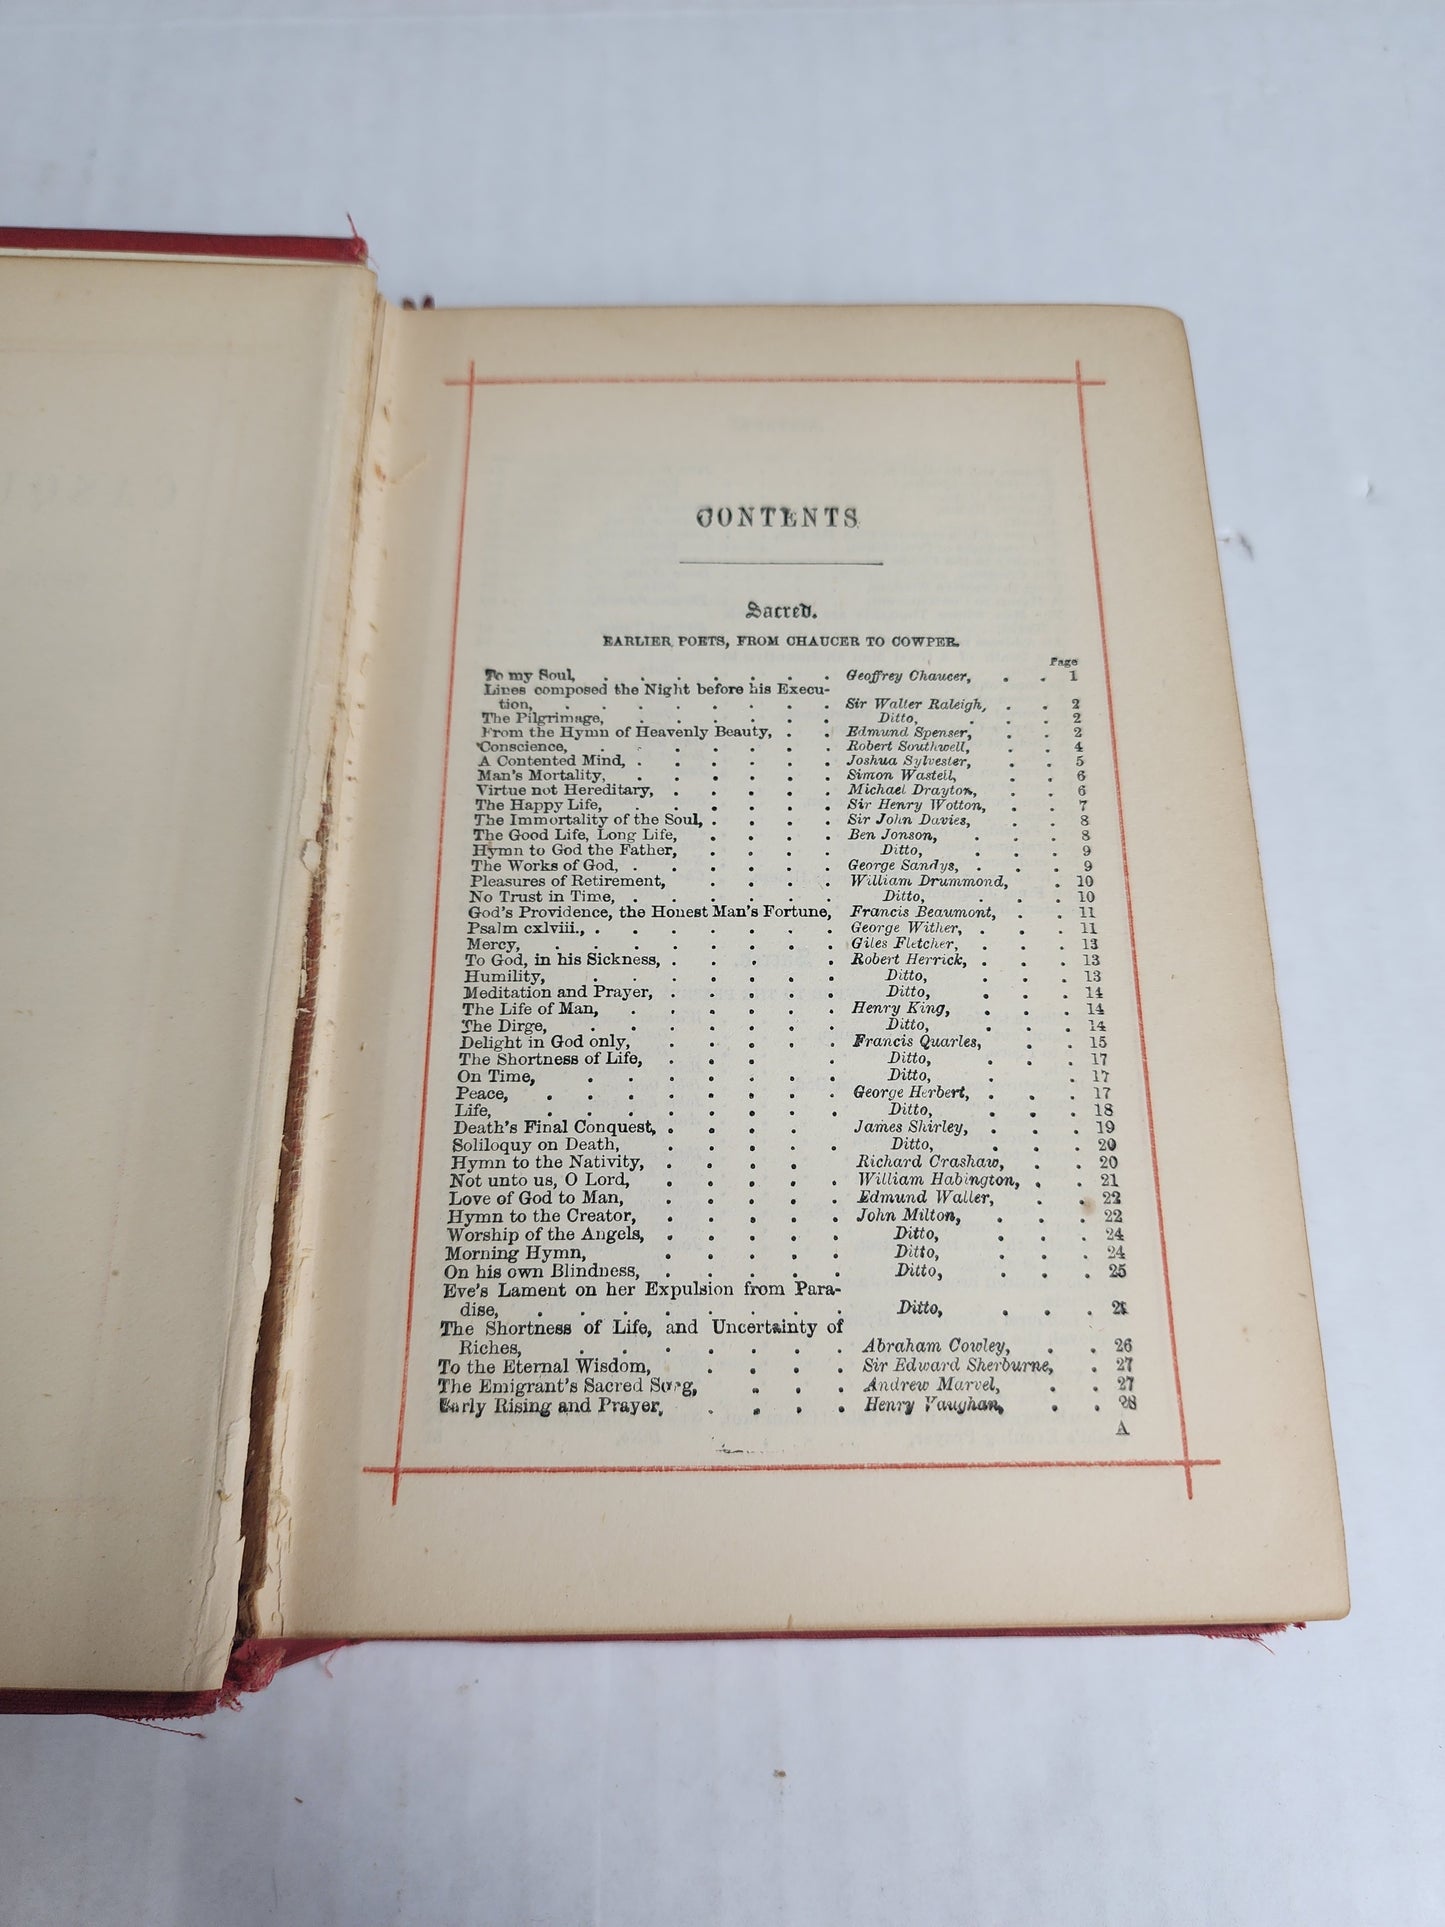 CONTENTS
Sacred.
EARLIER POETS, FROM CHAUCER TO COWPER.
Page
To my Soul, . . . . . . . Geoffrey Chaucer, . . 1
Lines composed the Night before his Execu-
tion, . . . . . . . . Sir Walter Raleigh, . . 2
The Pilgrimage, . . . . . . Ditto, . . . 2
From the Hymn of Heavenly Beauty, . . Edmund Spenser, . . 2
Conscience, . . . . . . . Robert Southwell, . . 4
A Contented Mind, . . . . . . Joshua Sylvester, . . 5
Man's Mortality, . . . . . . Simon Wastell, . . 6
Virtue not Hereditary, . . . . . Michael Drayton, . . 6
The Happy Life, . . . . . . Sir Henry Wotton, . . 7
The Immortality of the Soul, . . . . Sir John Davies, . . 8
The Good Life, Long Life, . . . . Ben Jonson, . . . 8
Hymn to God the Father, . . . . Ditto, . . . 9
The Works of God, . . . . . . George Sandys, . . . 9
Pleasures of Retirement, . . . . William Drummond, . 10
No Trust in Time, . . . . . . Ditto, . . . 10
God's Providence, the Honest Man's Fortune, Francis Beaumont, . . 11
Psalm cxlviii., . . . . . . . George Wither, . . . 11
Mercy, . . . . . . . . Giles Fletcher, . . . 13
To God, in his Sickness, . . . . . Robert Herrick, . . . 13
Humility, . . . . . . . Ditto, . . . 13
Meditation and Prayer, . . . . . Ditto, . . . 14
The Life of Man, . . . . . . Henry King, . . . 14
The Dirge, . . . . . . . Ditto, . . . 14
Delight in God only, . . . . . Francis Quarles, . . 15
The Shortness of Life, . . . . . Ditto, . . . 17
On Time, . . . . . . . Ditto, . . 17
Peace, . . . . . . . . George Herbert, . . . 17
Life, . . . . . . . . Ditto, . . . 18
Death's Final Conquest, . . . . James Shirley, . . . 19
Soliloquy on Death, . . . . . Ditto, . . . 20
Hymn to the Nativity, . . . . Richard Crashaw, . . 20
Not unto us, O Lord, . . . . . William Habington, . . 21
Love of God to Man, . . . . . Edmund Waller, . . 22
Hymn to the Creator, . . . . . John Milton, . . . 22
Worship of the Angels, . . . . . Ditto, . . . 24
Morning Hymn, . . . . . Ditto, . . . 24
On his own Blindness, . . . . . Ditto, . . . 25
Eve's Lament on her Expulsion from Para-
dise, . . . . . . . . Ditto, . . .
The Shortness of Life, and Uncertainty of
Riches, . . . . . . . Abraham Cowley, . . 26
To the Eternal Wisdom, . . . . Sir Edward Sherburne, . 27
The Emigrant's Sacred Song, . . . Andrew Marvel, . . 27
Early Rising and Prayer, . . . . Henry Vaughan, . . 28
A